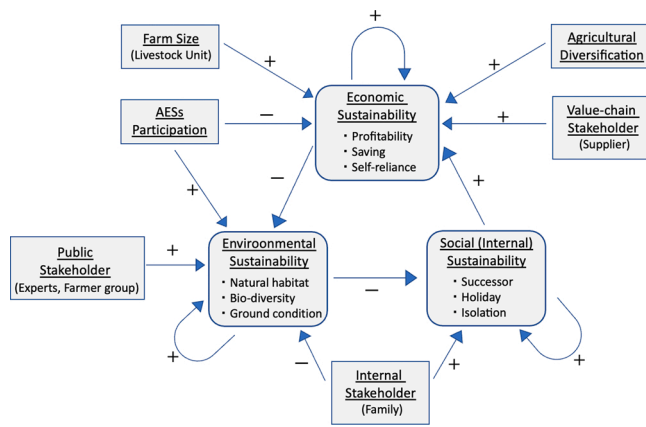 Farm Size
(Livestock Unit)
+
AESs
Participation
−
Economic
Sustainability
・Profitability
・Saving
・Self-reliance
Agricultural
Diversification
+
Value-chain
Stakeholder
(Supplier)
+
+
−
+
Public
Stakeholder
(Experts, Farmer group)
+
Enviroonmental
Sustainability
・Natural habitat
・Bio-diversity
・Ground condition
−
Social (Internal)
Sustainability
・Successor
・Holiday
・Isolation
+
−
Internal
Stakeholder
(Family)
+
+